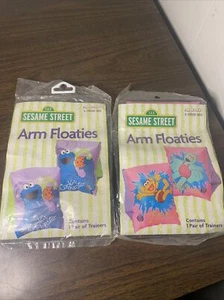 SESAME STREET
Arm Floaties
Contains
1 Pair of Trainers
SESAME STREET
Arm Floaties
Contains
1 Pair of Trainers